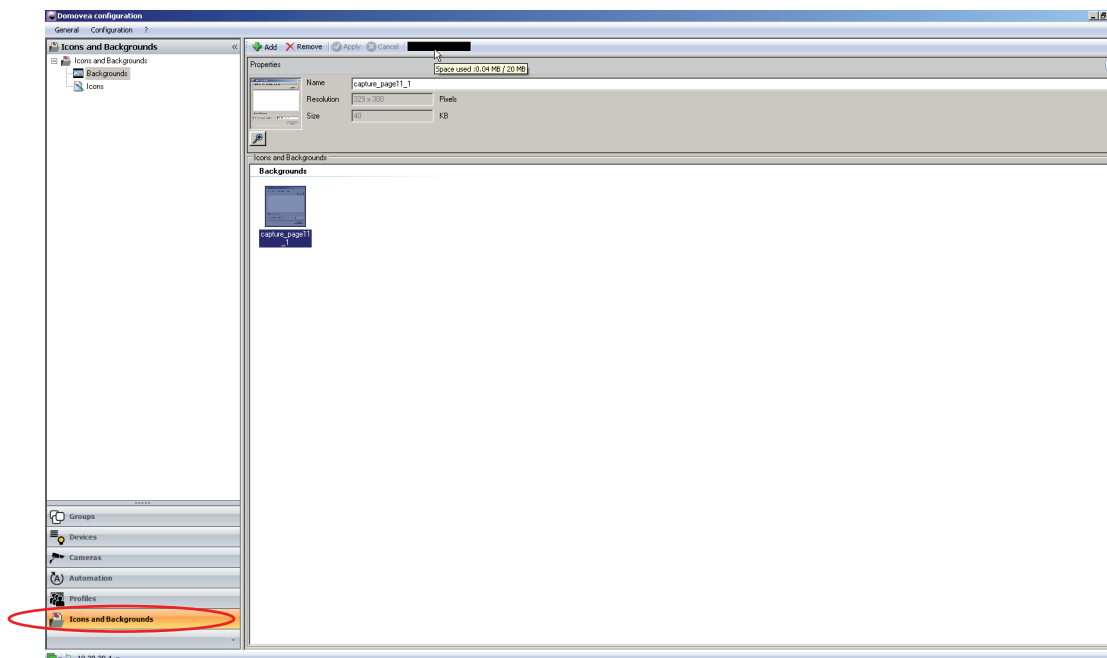 Domovea configuration
General Configuration ?
Icons and Backgrounds «
Add Remove Apply Cancel
Icons and Backgrounds
Backgrounds
Icons
Properties
Space used :0.04 MB / 20 MB
Name capture_page11_1
Resolution 329 x 380 Pixels
Size 40 KB
Icons and Backgrounds
Backgrounds
capture_page11
_1
Groups
Devices
Cameras
Automation
Profiles
Icons and Backgrounds